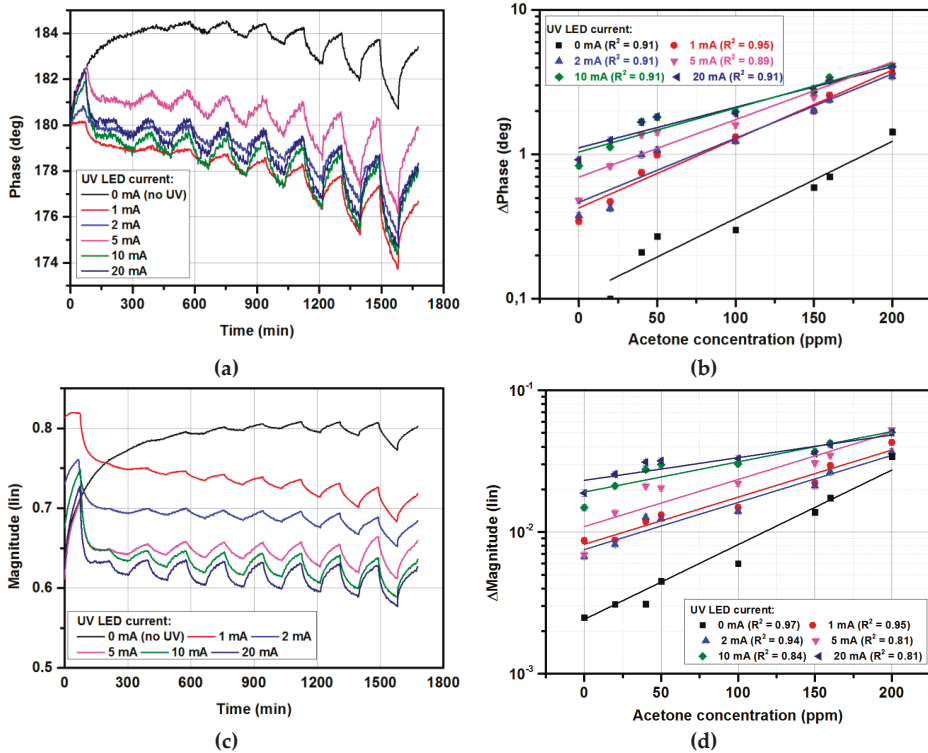 (a)
184
182
180
178
176
174
Phase (deg)
UV LED current:
0 mA (no UV)
1 mA
2 mA
5 mA
10 mA
20 mA
0 300 600 900 1200 1500 1800
Time (min)
(a)
(b)
10
1
0,1
ΔPhase (deg)
UV LED current:
0 mA (R² = 0.91) 1 mA (R² = 0.95)
2 mA (R² = 0.91) 5 mA (R² = 0.89)
10 mA (R² = 0.91) 20 mA (R² = 0.91)
0 50 100 150 200
Acetone concentration (ppm)
(b)
(c)
0.8
0.7
0.6
0.5
Magnitude (lin)
UV LED current:
0 mA (no UV) 1 mA 2 mA
5 mA 10 mA 20 mA
0 300 600 900 1200 1500 1800
Time (min)
(c)
(d)
10⁻¹
10⁻²
10⁻³
ΔMagnitude (lin)
UV LED current:
0 mA (R² = 0.97) 1 mA (R² = 0.95)
2 mA (R² = 0.94) 5 mA (R² = 0.81)
10 mA (R² = 0.84) 20 mA (R² = 0.81)
0 50 100 150 200
Acetone concentration (ppm)
(d)